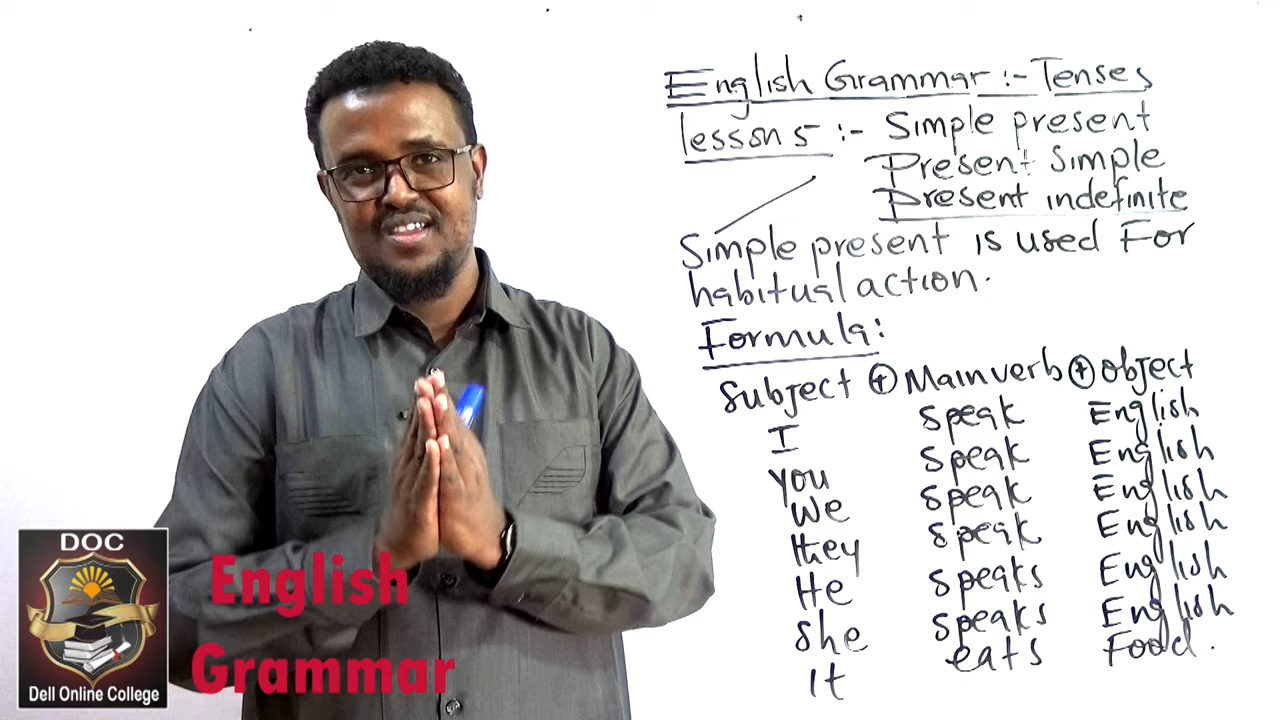 English Grammar :- Tenses
lesson 5 :- Simple present
Present Simple
Present indefinite
Simple present is used For
habitual action.
Formula:
Subject + Main verb + object
I speak English
you speak English
We speak English
they speak English
He speaks English
she speaks English
It eats Food.
DOC
Dell Online College
English
Grammar